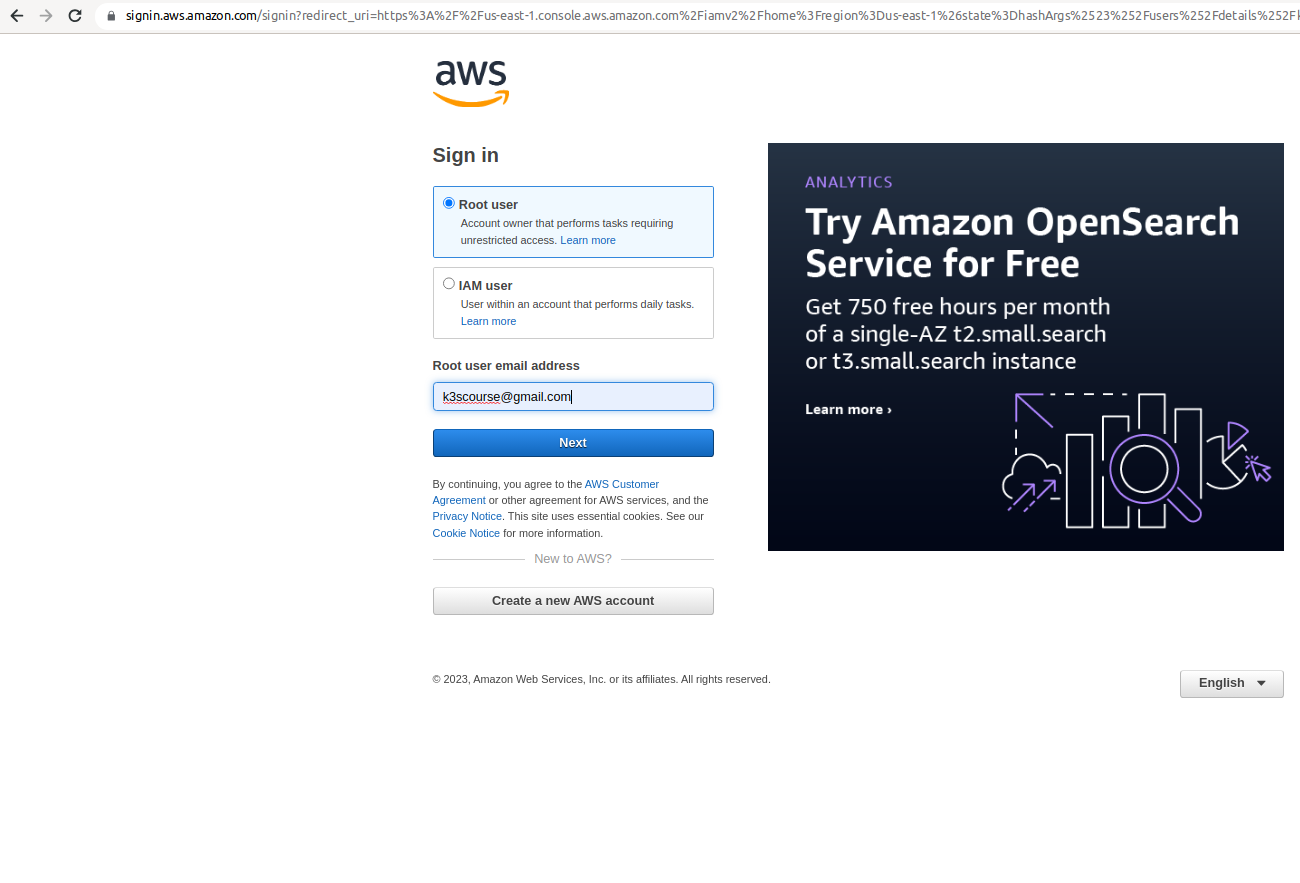 signin.aws.amazon.com/signin?redirect_uri=https%3A%2F%2Fus-east-1.console.aws.amazon.com%2Fiamv2%2Fhome%3Fregion%3Dus-east-1%26state%3DhashArgs%2523%252Fusers%252Fdetails%252Fk
aws
Sign in
Root user
Account owner that performs tasks requiring
unrestricted access. Learn more
IAM user
User within an account that performs daily tasks.
Learn more
Root user email address
k3scourse@gmail.com
Next
By continuing, you agree to the AWS Customer
Agreement or other agreement for AWS services, and the
Privacy Notice. This site uses essential cookies. See our
Cookie Notice for more information.
New to AWS?
Create a new AWS account
ANALYTICS
Try Amazon OpenSearch
Service for Free
Get 750 free hours per month
of a single-AZ t2.small.search
or t3.small.search instance
Learn more ›
© 2023, Amazon Web Services, Inc. or its affiliates. All rights reserved.
English